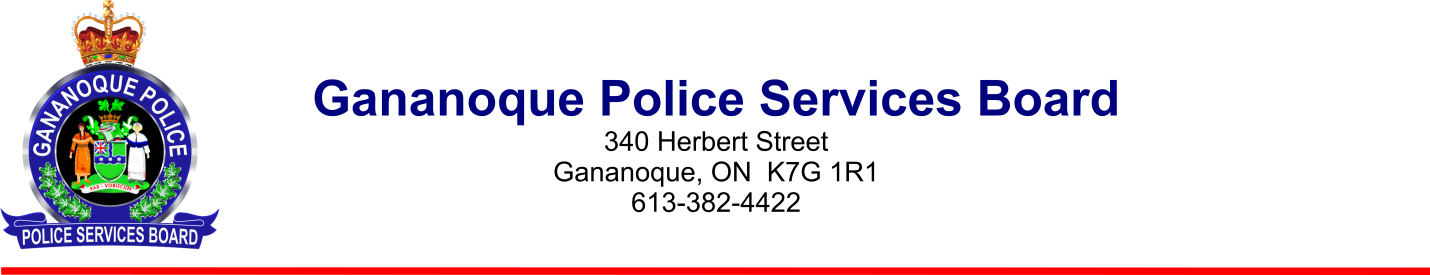 GANANOQUE POLICE
PAX · VOBISCUM
POLICE SERVICES BOARD
Gananoque Police Services Board
340 Herbert Street
Gananoque, ON  K7G 1R1
613-382-4422